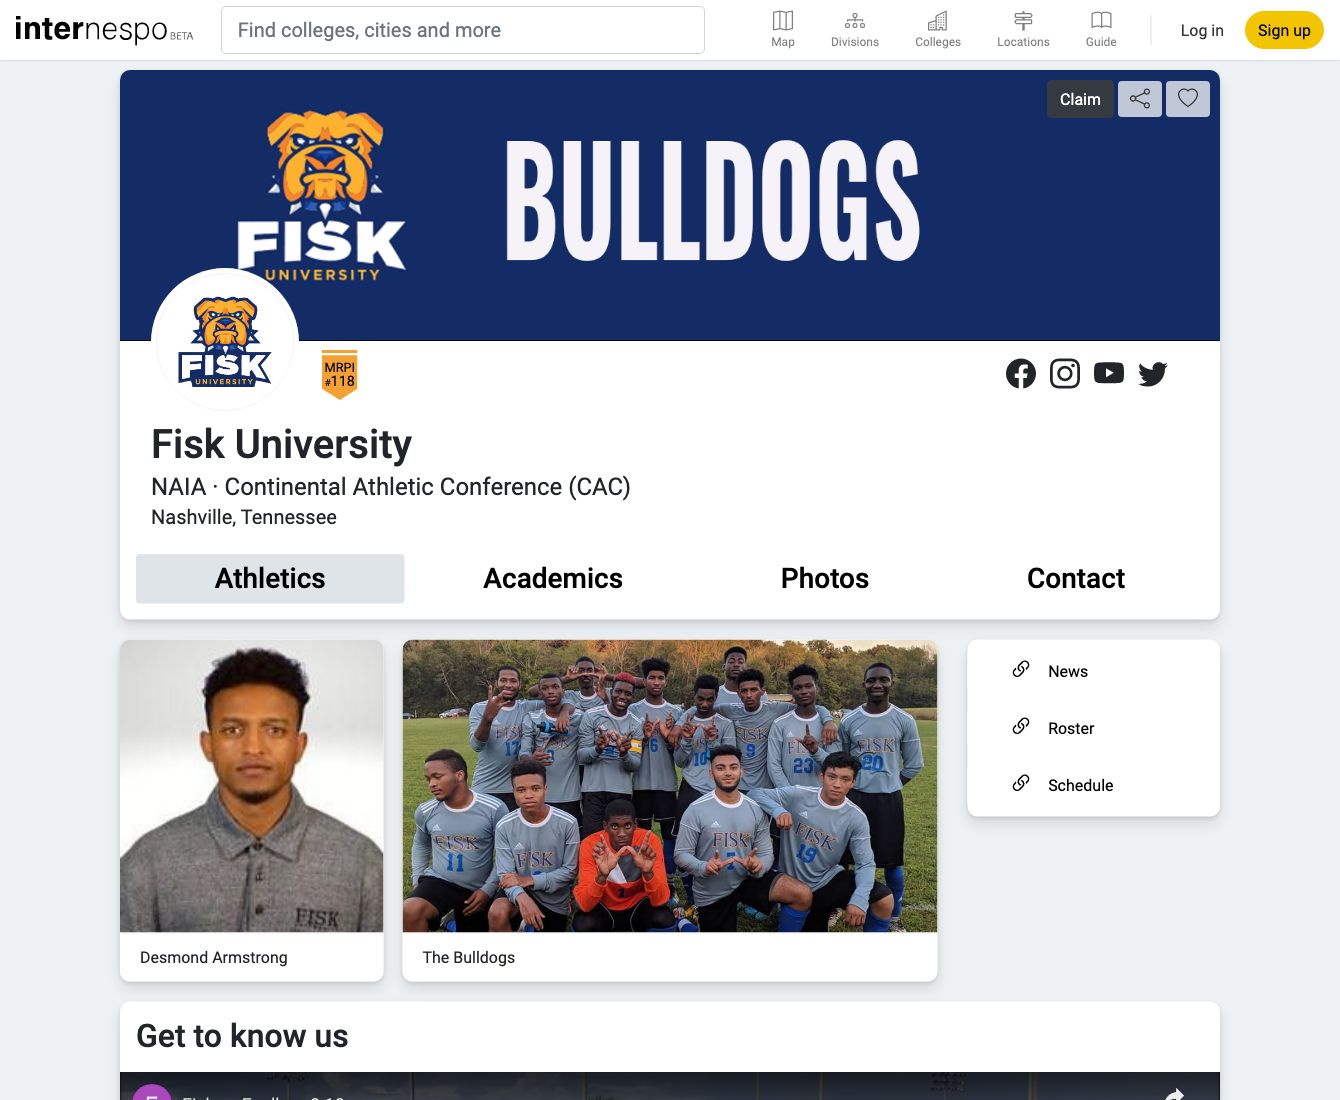 internespo BETA
Find colleges, cities and more
Map
Divisions
Colleges
Locations
Guide
Log in
Sign up
Claim
FISK
UNIVERSITY
BULLDOGS
FISK
UNIVERSITY
MRPI
#118
Fisk University
NAIA · Continental Athletic Conference (CAC)
Nashville, Tennessee
Athletics
Academics
Photos
Contact
FISK
Desmond Armstrong
FISK
12
6
10
9
FISK
23
FISK
20
FISK
11
FISK
FISK
7
FISK
19
The Bulldogs
News
Roster
Schedule
Get to know us